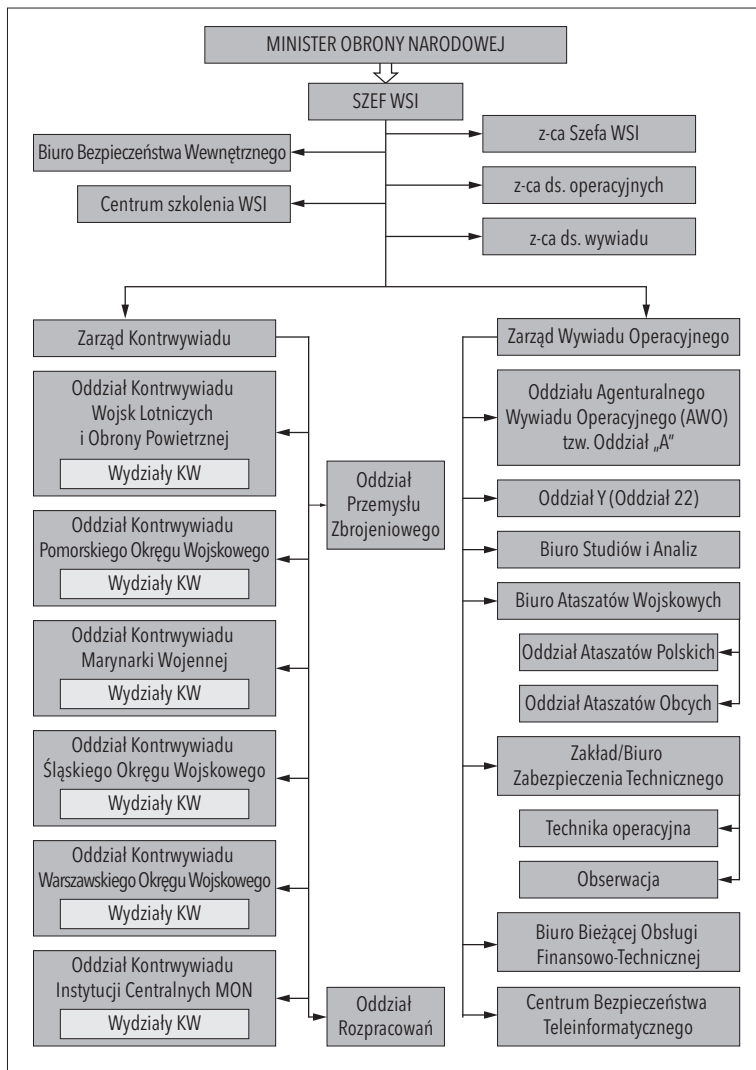 MINISTER OBRONY NARODOWEJ
SZEF WSI
z-ca Szefa WSI
Biuro Bezpieczeństwa Wewnętrznego
z-ca ds. operacyjnych
Centrum szkolenia WSI
z-ca ds. wywiadu
Zarząd Kontrwywiadu
Oddział Kontrwywiadu
Wojsk Lotniczych
i Obrony Powietrznej
Wydziały KW
Oddział Kontrwywiadu
Pomorskiego Okręgu Wojskowego
Wydziały KW
Oddział Kontrwywiadu
Marynarki Wojennej
Wydziały KW
Oddział Kontrwywiadu
Śląskiego Okręgu Wojskowego
Wydziały KW
Oddział Kontrwywiadu
Warszawskiego Okręgu Wojskowego
Wydziały KW
Oddział Kontrwywiadu
Instytucji Centralnych MON
Wydziały KW
Oddział
Przemysłu
Zbrojeniowego
Oddział
Rozpracowań
Zarząd Wywiadu Operacyjnego
Oddziału Agenturalnego
Wywiadu Operacyjnego (AWO)
tzw. Oddział „A”
Oddział Y (Oddział 22)
Biuro Studiów i Analiz
Biuro Ataszatów Wojskowych
Oddział Ataszatów Polskich
Oddział Ataszatów Obcych
Zakład/Biuro
Zabezpieczenia Technicznego
Technika operacyjna
Obserwacja
Biuro Bieżącej Obsługi
Finansowo-Technicznej
Centrum Bezpieczeństwa
Teleinformatycznego